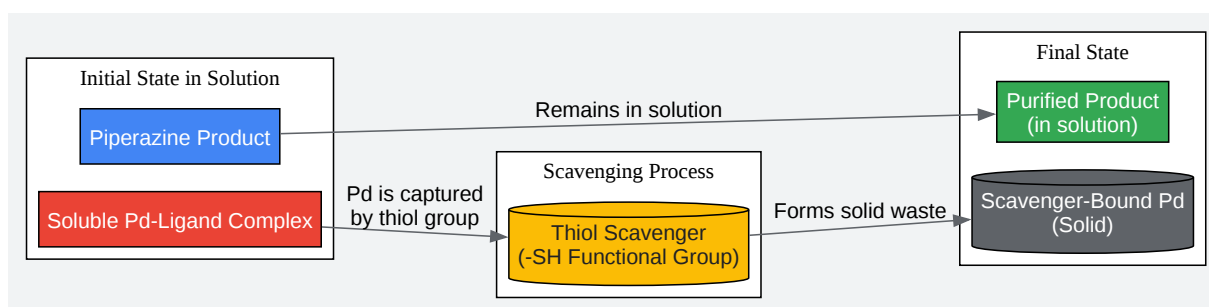 Initial State in Solution
Piperazine Product
Soluble Pd-Ligand Complex
Remains in solution
Pd is captured
by thiol group
Scavenging Process
Thiol Scavenger
(-SH Functional Group)
Forms solid waste
Final State
Purified Product
(in solution)
Scavenger-Bound Pd
(Solid)